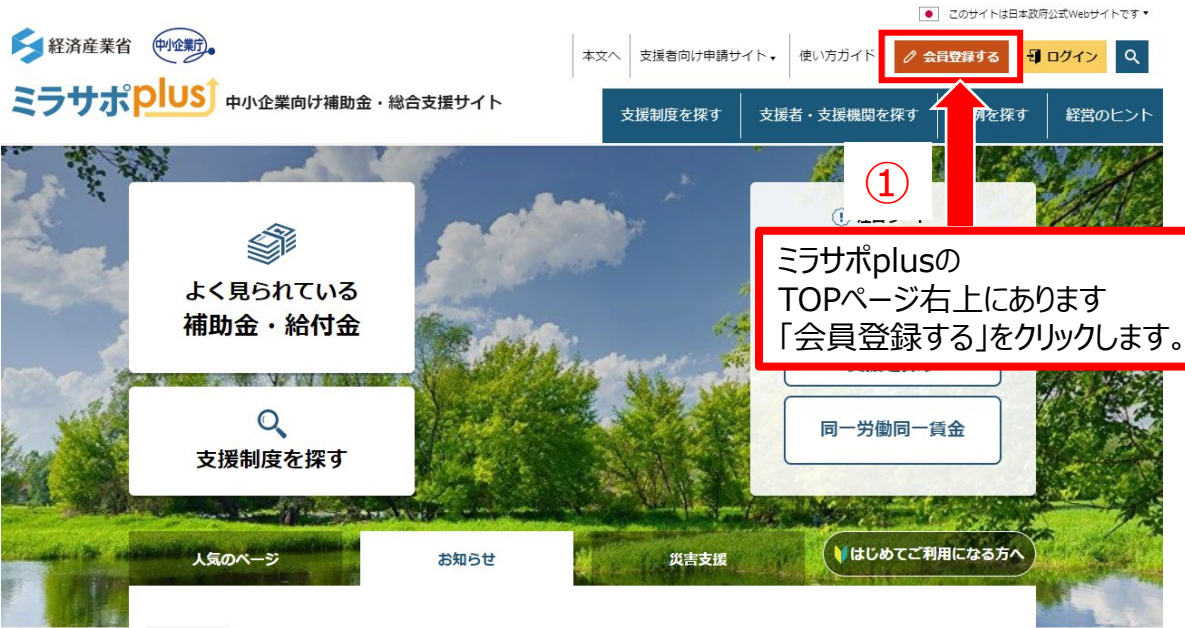 このサイトは日本政府公式Webサイトです
経済産業省
中小企業庁
本文へ
支援者向け申請サイト
使い方ガイド
会員登録する
ログイン
ミラサポplus
中小企業向け補助金・総合支援サイト
支援制度を探す
支援者・支援機関を探す
例を探す
経営のヒント
①
よく見られている
補助金・給付金
ミラサポplusの
TOPページ右上にあります
「会員登録する」をクリックします。
支援制度を探す
同一労働同一賃金
人気のページ
お知らせ
災害支援
はじめてご利用になる方へ